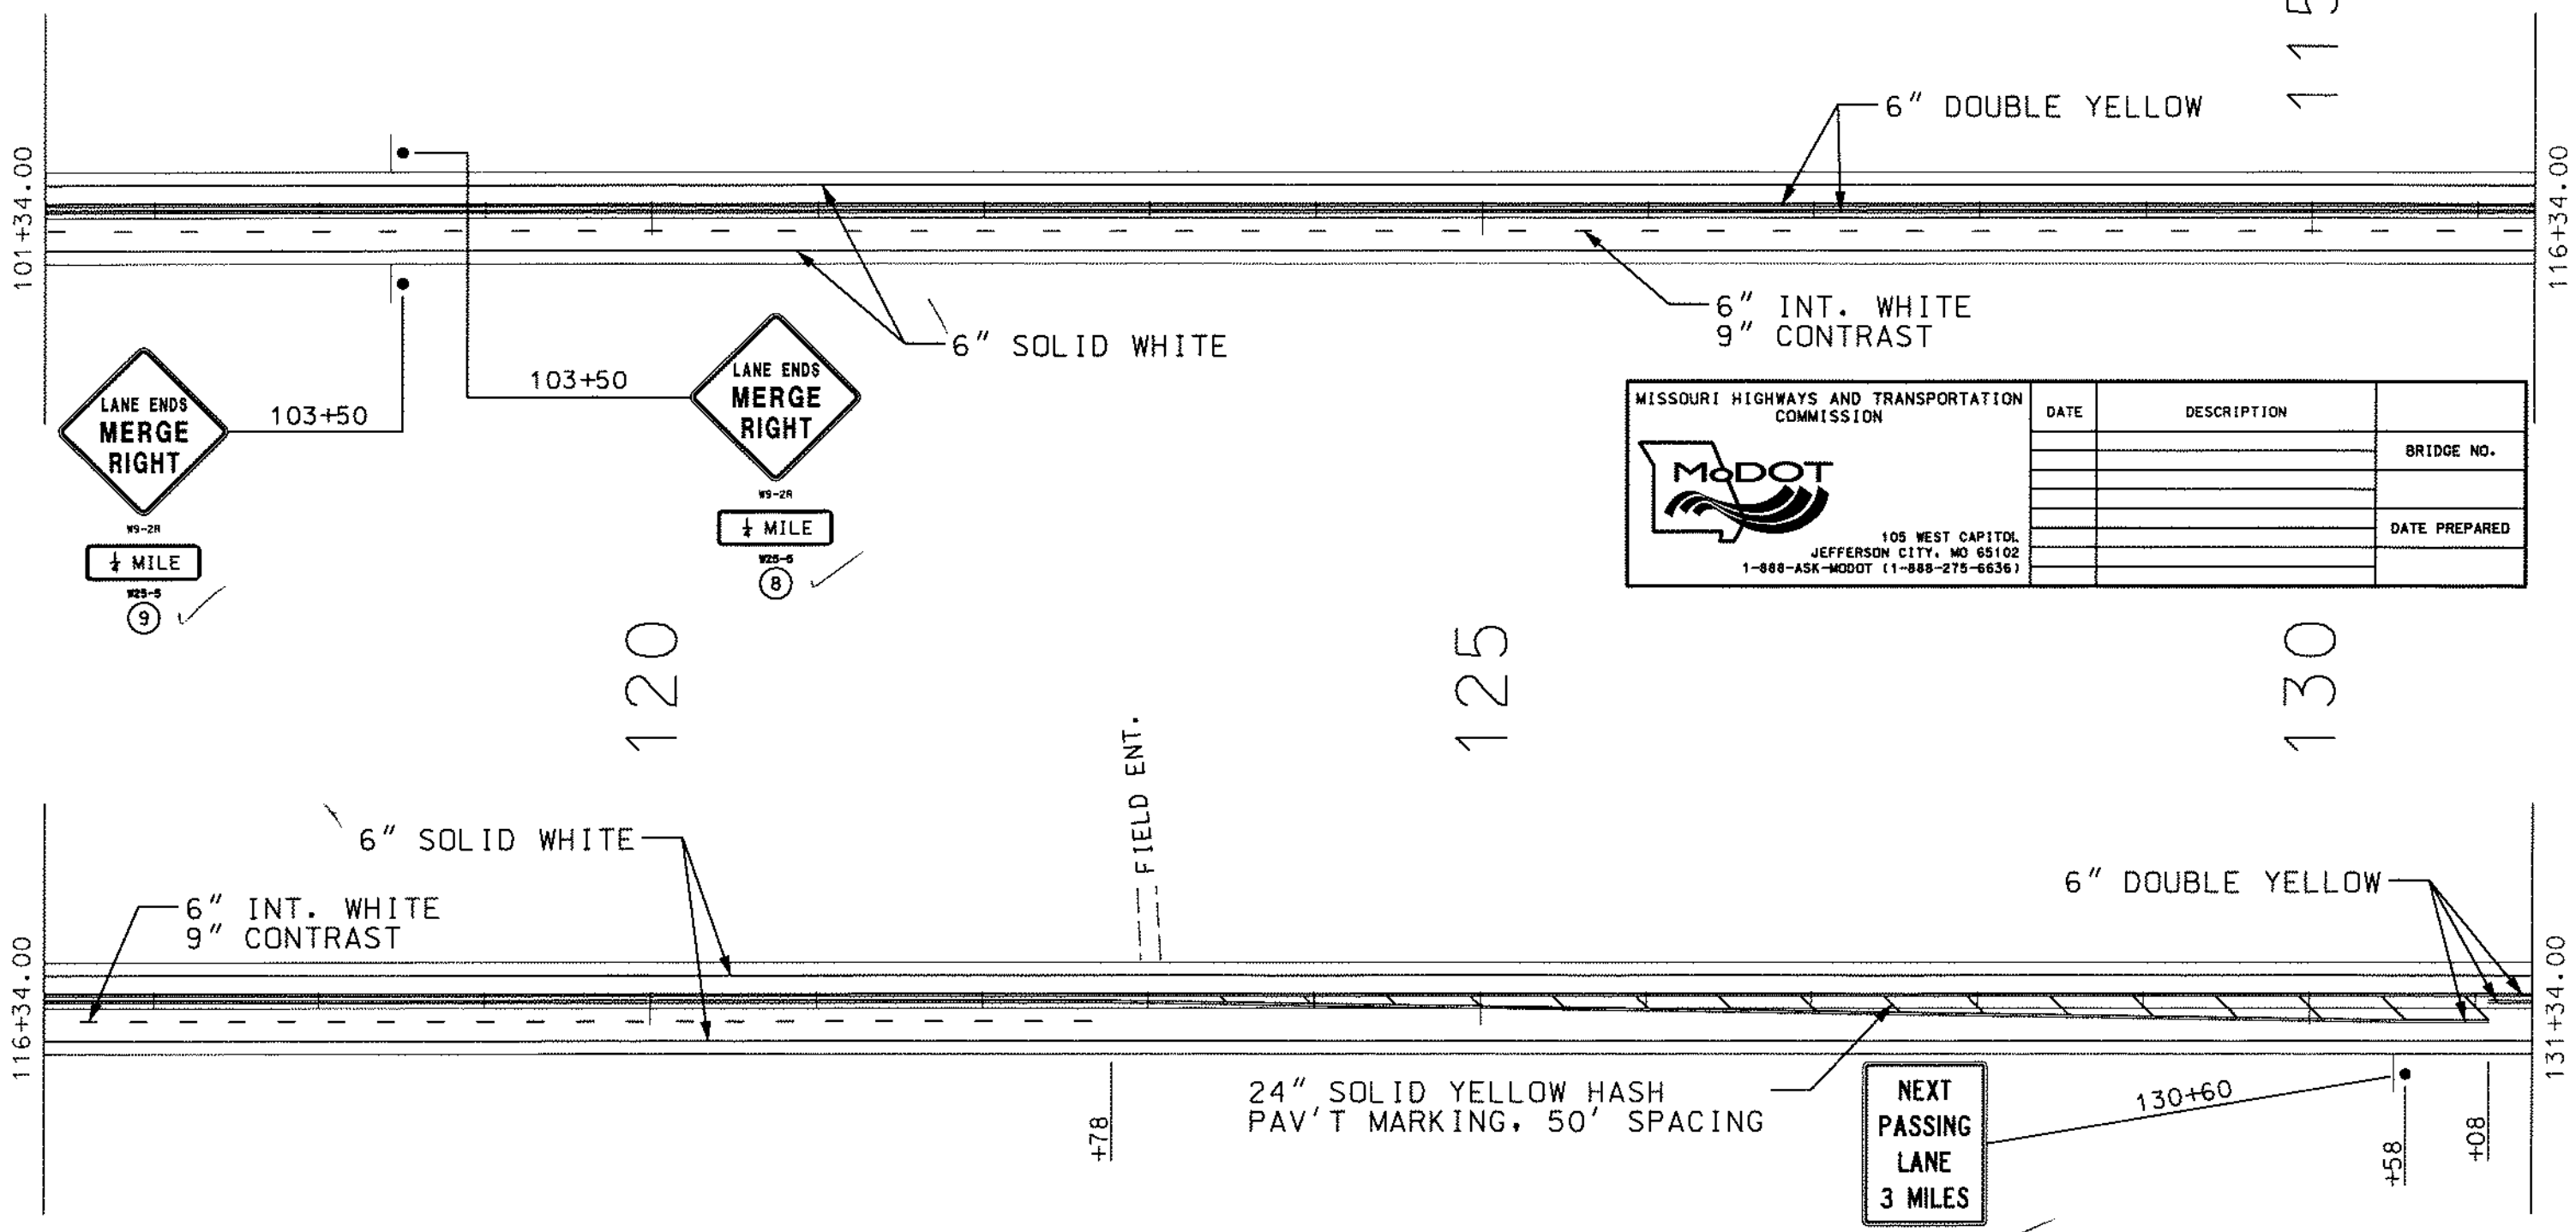 115
101+34.00
116+34.00
6" DOUBLE YELLOW
6" SOLID WHITE
6" INT. WHITE
9" CONTRAST
103+50
103+50
LANE ENDS
MERGE
RIGHT
W9-2R
¼ MILE
W25-5
9
LANE ENDS
MERGE
RIGHT
W9-2R
¼ MILE
W25-5
8
MISSOURI HIGHWAYS AND TRANSPORTATION
COMMISSION
MoDOT
105 WEST CAPITOL
JEFFERSON CITY, MO 65102
1-888-ASK-MODOT (1-888-275-6636)
DATE
DESCRIPTION
BRIDGE NO.
DATE PREPARED
120
125
130
116+34.00
131+34.00
6" SOLID WHITE
6" INT. WHITE
9" CONTRAST
FIELD ENT.
6" DOUBLE YELLOW
24" SOLID YELLOW HASH
PAV'T MARKING, 50' SPACING
+78
NEXT
PASSING
LANE
3 MILES
130+60
+58
+08